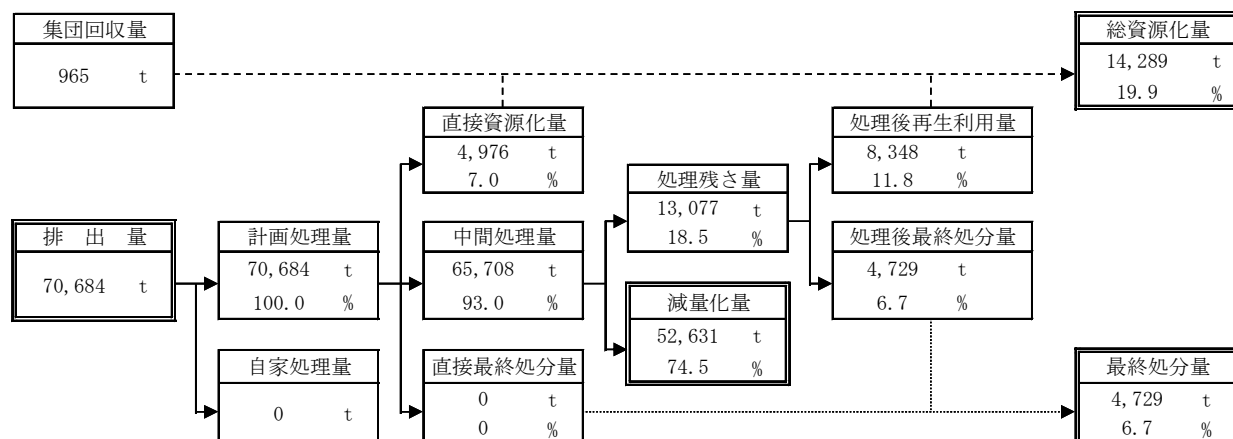 集団回収量
965 t
総資源化量
14,289 t
19.9 %
直接資源化量
4,976 t
7.0 %
処理後再生利用量
8,348 t
11.8 %
処理残さ量
13,077 t
18.5 %
排 出 量
70,684 t
計画処理量
70,684 t
100.0 %
中間処理量
65,708 t
93.0 %
処理後最終処分量
4,729 t
6.7 %
減量化量
52,631 t
74.5 %
自家処理量
0 t
直接最終処分量
0 t
0 %
最終処分量
4,729 t
6.7 %